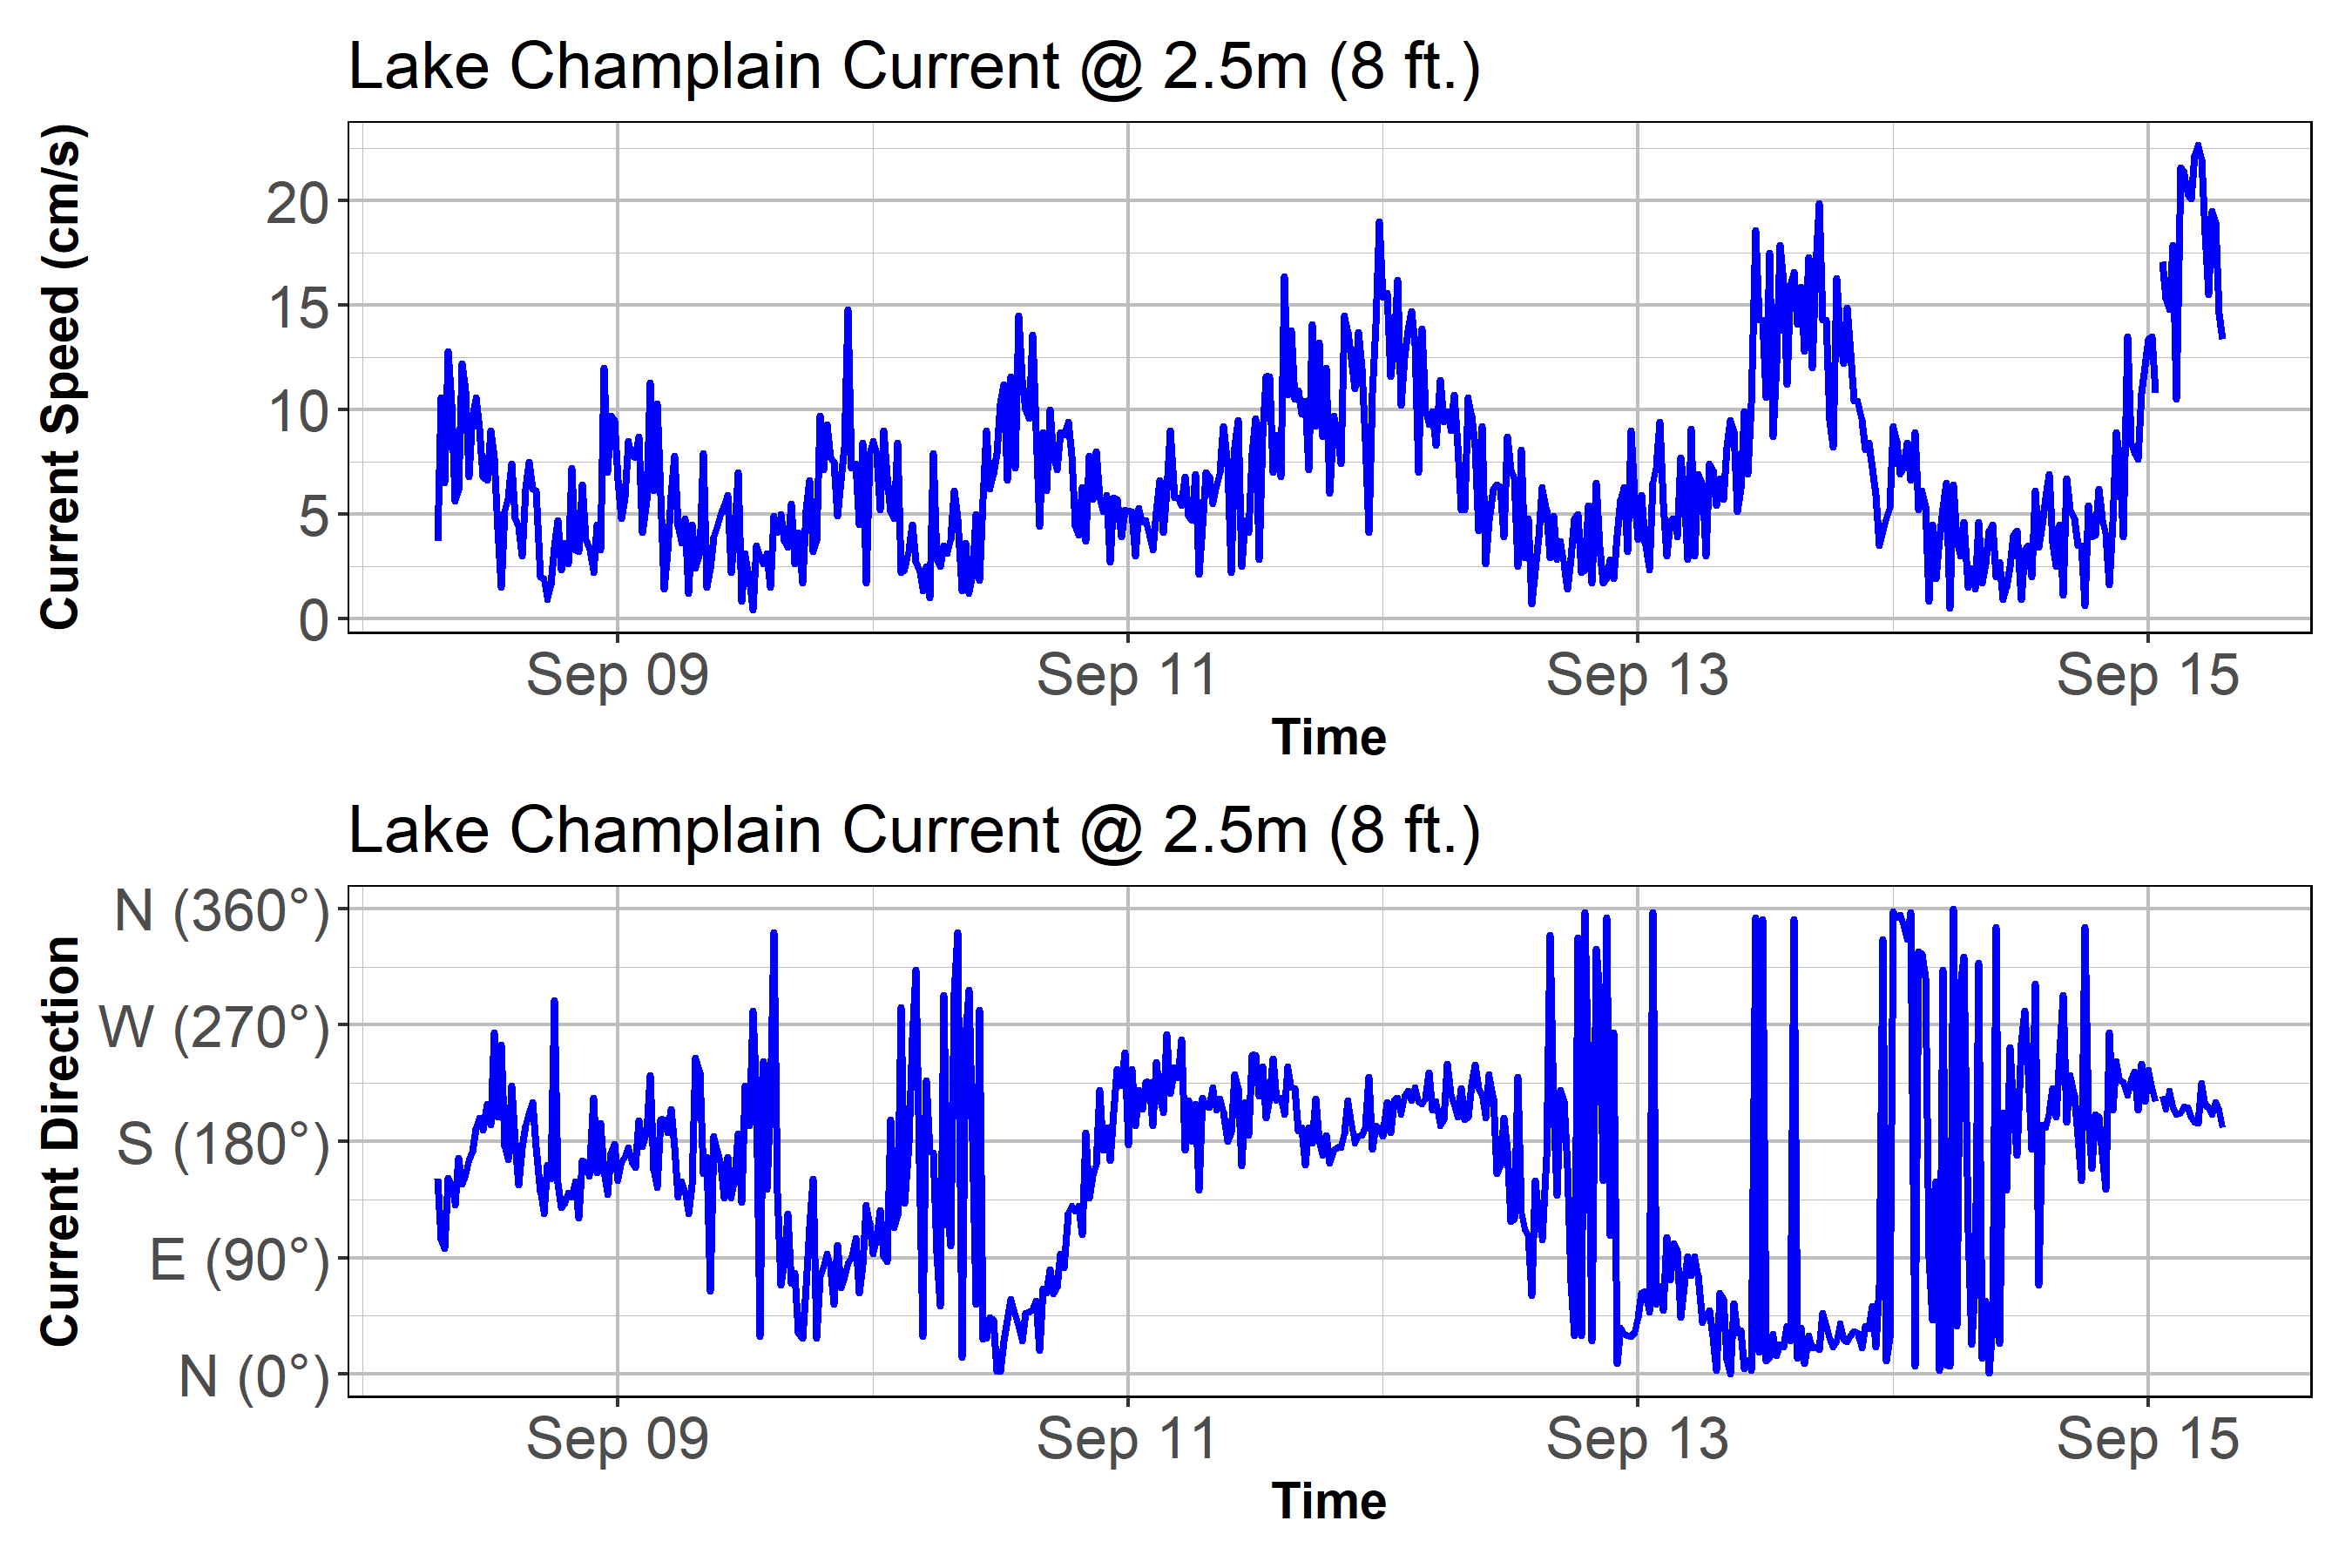 Lake Champlain Current @ 2.5m (8 ft.)
Current Speed (cm/s)
20
15
10
5
0
Sep 09 Sep 11 Sep 13 Sep 15
Time
Lake Champlain Current @ 2.5m (8 ft.)
Current Direction
N (360°)
W (270°)
S (180°)
E (90°)
N (0°)
Sep 09 Sep 11 Sep 13 Sep 15
Time